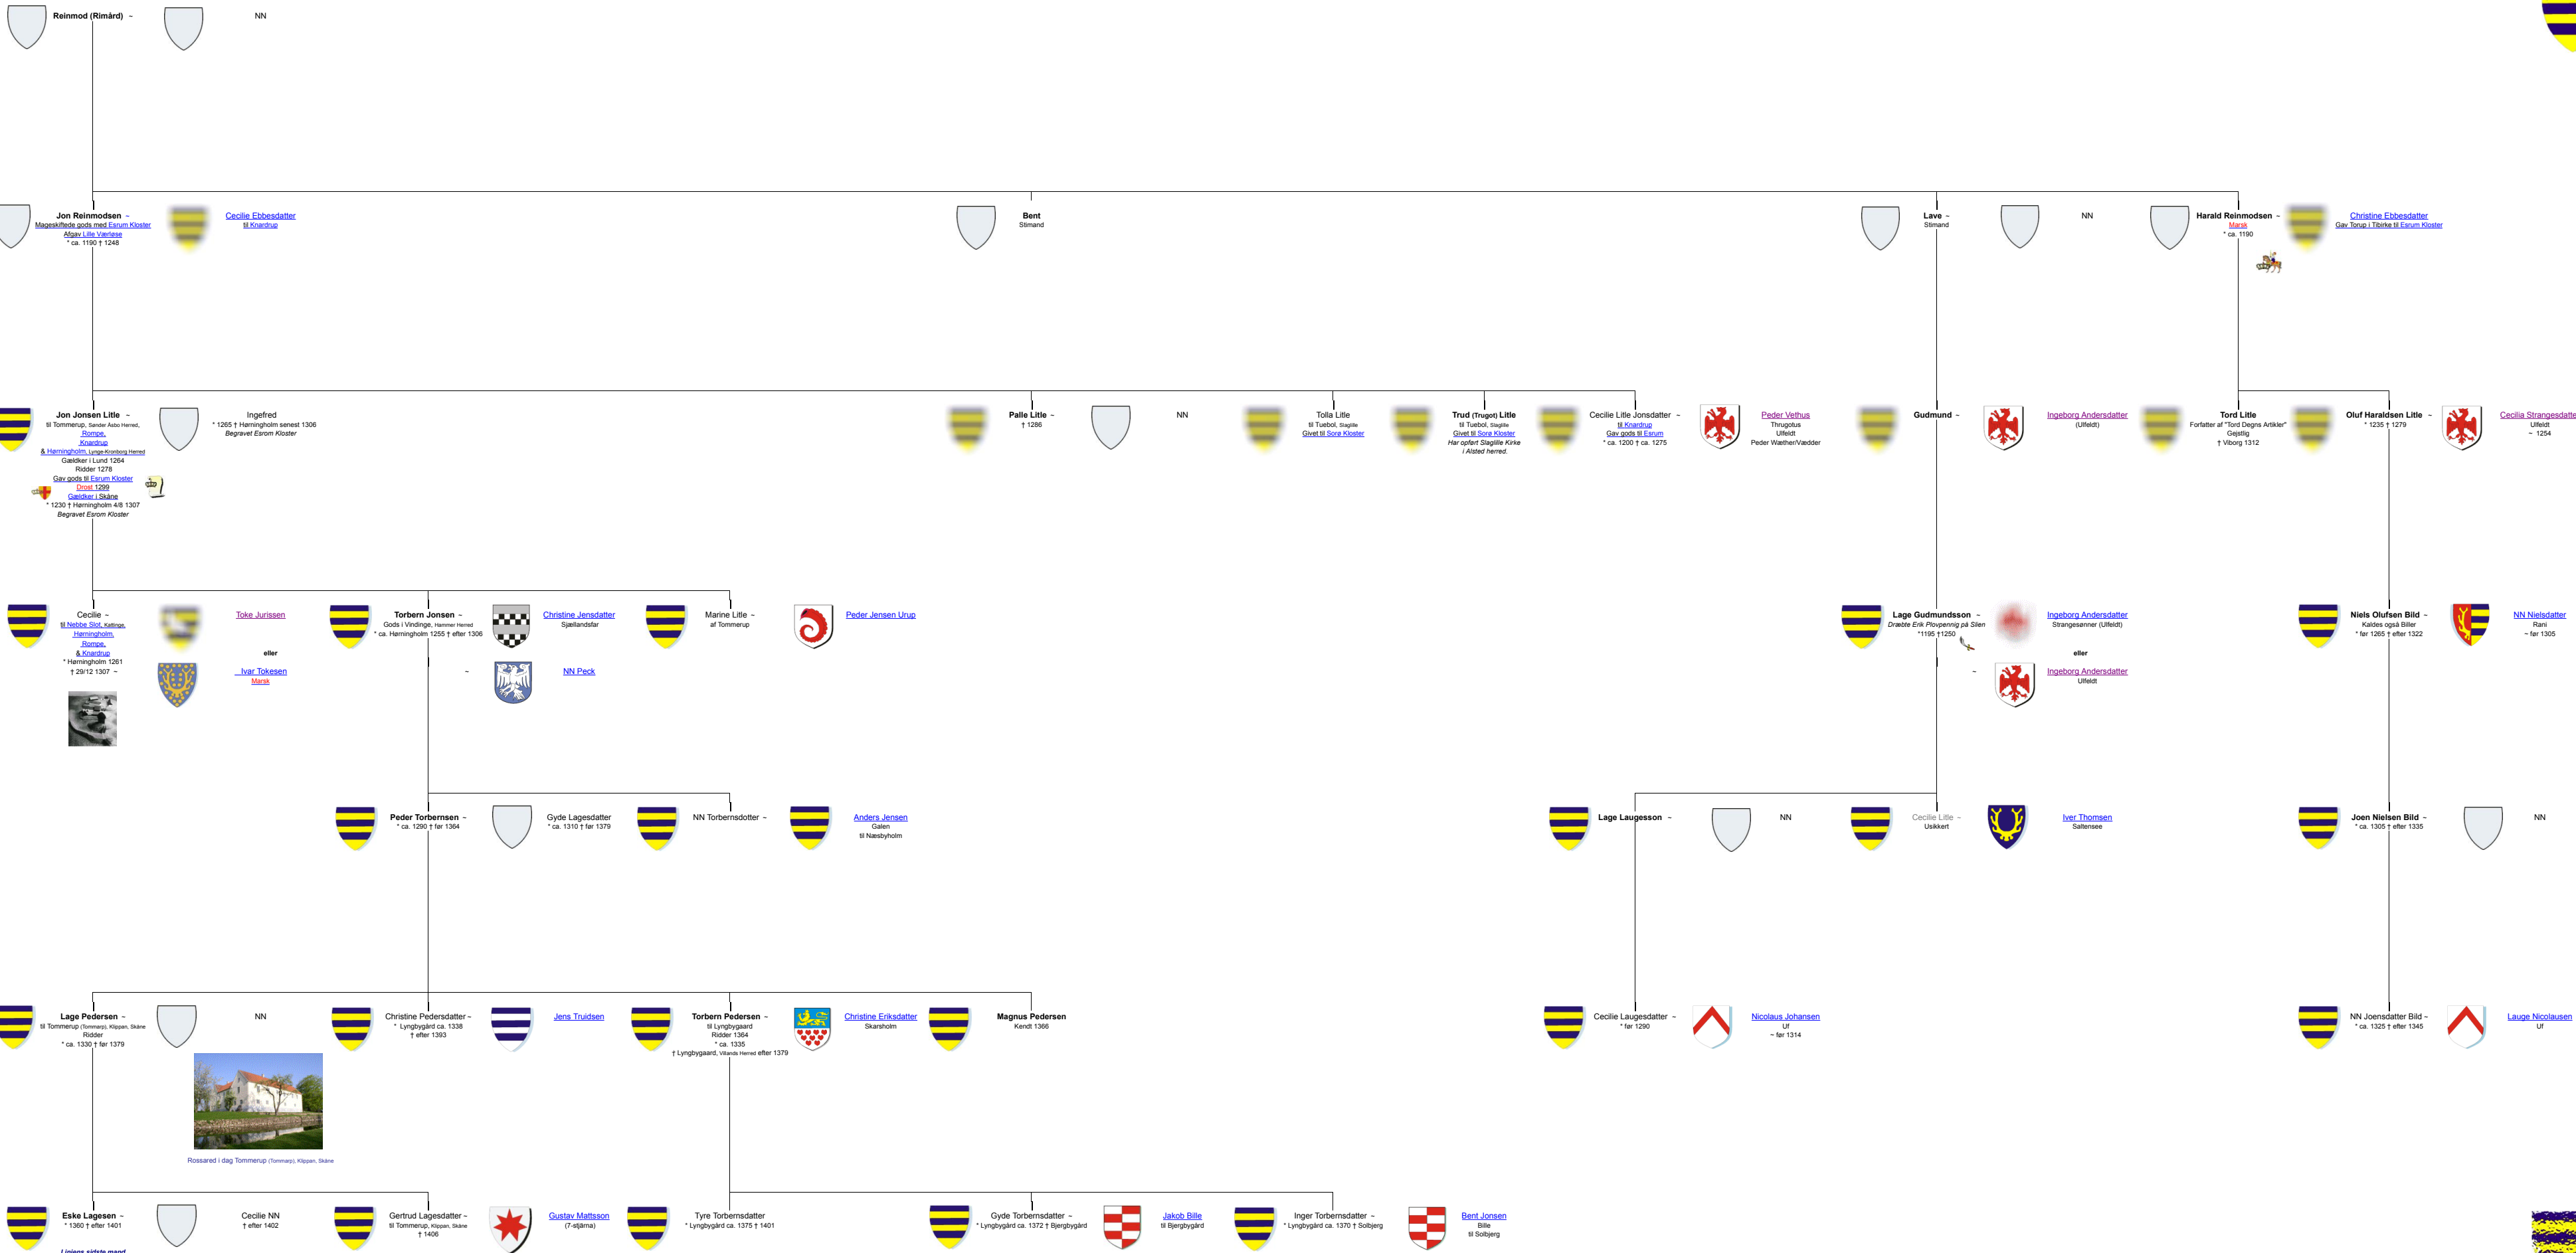 Reinmod (Rimård) ~
NN
Jon Reinmodsen ~
Mageskiftede gods med Esrum Kloster
Afgav Lille Værløse
* ca. 1190 † 1248
Cecilie Ebbesdatter
til Knardrup
Bent
Stimand
Lave ~
Stimand
NN
Harald Reinmodsen ~
Marsk
* ca. 1190
Christine Ebbesdatter
Gav Torup i Tibirke til Esrum Kloster
Jon Jonsen Litle ~
til Tommerup, Sønder Åsbo Herred,
Rompe,
Knardrup
& Hørningholm, Lynge-Kronborg Herred
Gældker i Lund 1264
Ridder 1278
Gav gods til Esrum Kloster
Drost 1299
Gældker i Skåne
* 1230 † Hørningholm 4/8 1307
Begravet Esrom Kloster
Ingefred
* 1265 † Hørningholm senest 1306
Begravet Esrom Kloster
Palle Litle ~
† 1286
NN
Tolla Litle
til Tuebol, Slaglille
Givet til Sorø Kloster
Trud (Trugot) Litle
til Tuebol, Slaglille
Givet til Sorø Kloster
Har opført Slaglille Kirke
i Alsted herred.
Cecilie Litle Jonsdatter ~
til Knardrup
Gav gods til Esrum
* ca. 1200 † ca. 1275
Peder Vethus
Thrugotus
Ulfeldt
Peder Wæther/Vædder
Gudmund ~
Ingeborg Andersdatter
(Ulfeldt)
Tord Litle
Forfatter af "Tord Degns Artikler"
Gejstlig
† Viborg 1312
Oluf Haraldsen Litle ~
* 1235 † 1279
Cecilia Strangesdatte
Ulfeldt
~ 1254
Cecilie ~
til Nebbe Slot, Kettinge,
Hørningholm,
Rompe,
& Knardrup
* Hørningholm 1261
† 29/12 1307 ~
Toke Jurissen
eller
Ivar Tokesen
Marsk
Torbern Jonsen ~
Gods i Vindinge, Hammer Herred
* ca. Hørningholm 1255 † efter 1306
Christine Jensdatter
Sjællandsfar
~
NN Peck
Marine Litle ~
af Tommerup
Peder Jensen Urup
Lage Gudmundsson ~
Dræbte Erik Plovpennig på Slien
*1195 †1250
Ingeborg Andersdatter
Strangesønner (Ulfeldt)
eller
~
Ingeborg Andersdatter
Ulfeldt
Niels Olufsen Bild ~
Kaldes også Biller
* før 1265 † efter 1322
NN Nielsdatter
Rani
~ før 1305
Peder Torbernsen ~
* ca. 1290 † før 1364
Gyde Lagesdatter
* ca. 1310 † før 1379
NN Torbernsdotter ~
Anders Jensen
Galen
til Næsbyholm
Lage Laugesson ~
NN
Cecilie Litle ~
Usikkert
Iver Thomsen
Saltensee
Joen Nielsen Bild ~
* ca. 1305 † efter 1335
NN
Lage Pedersen ~
til Tommerup (Tommarp), Klippan, Skåne
Ridder
* ca. 1330 † før 1379
NN
Christine Pedersdatter ~
* Lyngbygård ca. 1338
† efter 1393
Jens Truidsen
Torbern Pedersen ~
til Lyngbygaard
Ridder 1364
* ca. 1335
† Lyngbygaard, Villands Herred efter 1379
Christine Eriksdatter
Skarsholm
Magnus Pedersen
Kendt 1366
Cecilie Laugesdatter ~
* før 1290
Nicolaus Johansen
Uf
~ før 1314
NN Joensdatter Bild ~
* ca. 1325 † efter 1345
Lauge Nicolausen
Uf
Rossared i dag Tommerup (Tommarp), Klippan, Skåne
Eske Lagesen ~
* 1360 † efter 1401
Liniens sidste mand
Cecilie NN
† efter 1402
Gertrud Lagesdatter ~
til Tommerup, Klippan, Skåne
† 1406
Gustav Mattsson
(7-stjärna)
Tyre Torbernsdatter
* Lyngbygård ca. 1375 † 1401
Gyde Torbernsdatter ~
* Lyngbygård ca. 1372 † Bjergbygård
Jakob Bille
til Bjergbygård
Inger Torbernsdatter ~
* Lyngbygård ca. 1370 † Solbjerg
Bent Jonsen
Bille
til Solbjerg